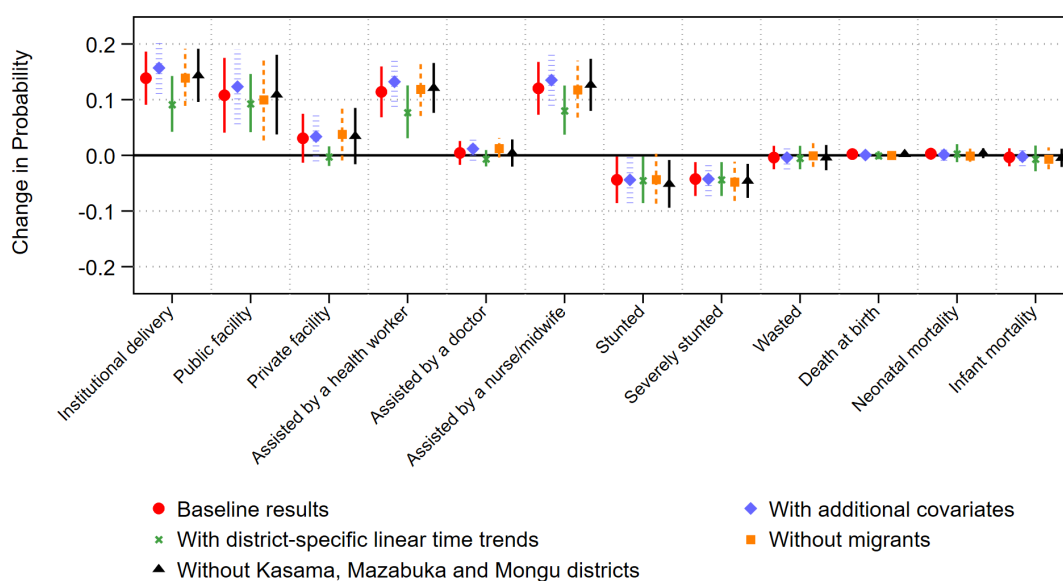 Change in Probability
0.2
0.1
0.0
-0.1
-0.2
Institutional delivery
Public facility
Private facility
Assisted by a health worker
Assisted by a doctor
Assisted by a nurse/midwife
Stunted
Severely stunted
Wasted
Death at birth
Neonatal mortality
Infant mortality
Baseline results
With additional covariates
With district-specific linear time trends
Without migrants
Without Kasama, Mazabuka and Mongu districts